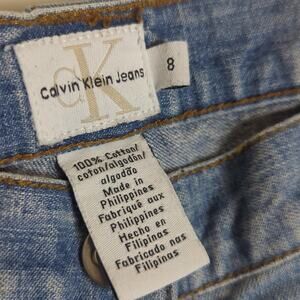 cK
Calvin Klein Jeans
8
100% Cotton/
coton/algodón/
algodão
Made in
Philippines
Fabriqué aux
Philippines
Hecho en
Filipinas
Fabricado nas
Filipinas